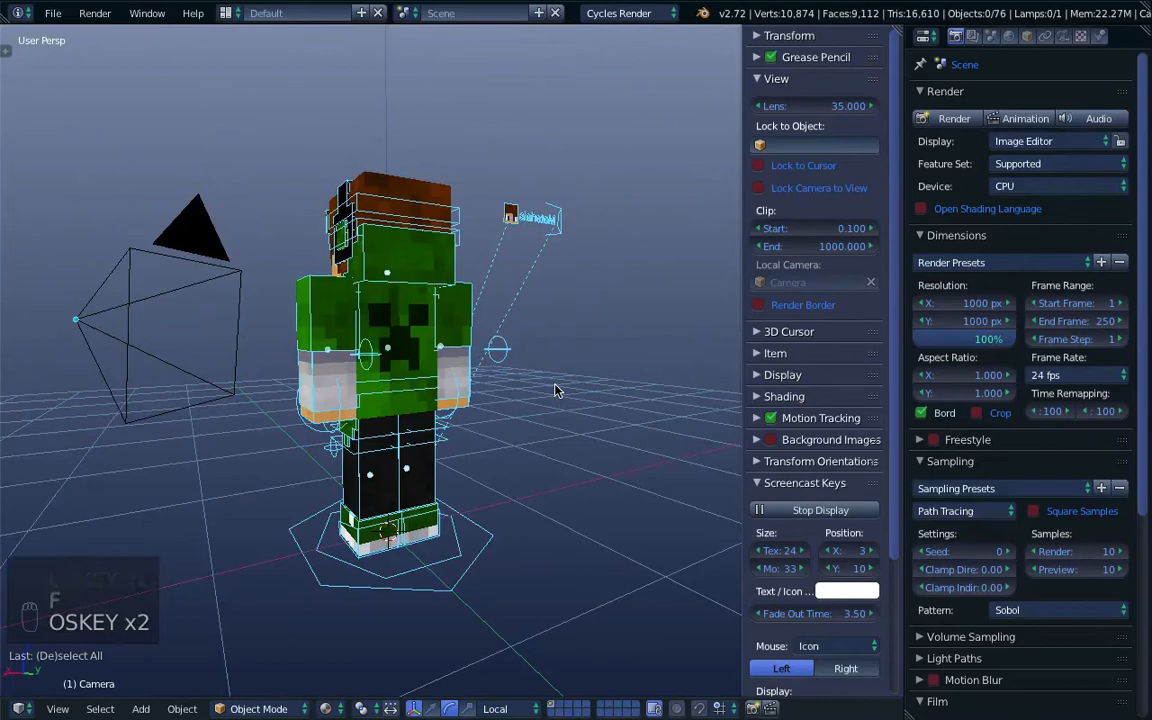 File Render Window Help Default Scene Cycles Render v2.72 | Verts:10,874 | Faces:9,112 | Tris:16,610 | Objects:0/76 | Lamps:0/1 | Mem:22.27M
User Persp
Transform
Grease Pencil
View
Lens: 35.000
Lock to Object:
Lock to Cursor
Lock Camera to View
Clip:
Start: 0.100
End: 1000.000
Local Camera:
Camera
Render Border
3D Cursor
Item
Display
Shading
Motion Tracking
Background Images
Transform Orientations
Screencast Keys
Stop Display
Size: Position:
Tex: 24 X: 3
Mo: 33 Y: 10
Text / Icon ...
Fade Out Time: 3.50
Mouse: Icon
Left Right
Display:
Scene
Render
Render Animation Audio
Display: Image Editor
Feature Set: Supported
Device: CPU
Open Shading Language
Dimensions
Render Presets
Resolution: Frame Range:
X: 1000 px Start Frame: 1
Y: 1000 px End Frame: 250
100% Frame Step: 1
Aspect Ratio: Frame Rate:
X: 1.000 24 fps
Y: 1.000 Time Remapping:
Bord Crop :100 :100
Freestyle
Sampling
Sampling Presets
Path Tracing Square Samples
Settings: Samples:
Seed: 0 Render: 10
Clamp Dire: 0.00 Preview: 10
Clamp Indir: 0.00
Pattern: Sobol
Volume Sampling
Light Paths
Motion Blur
Film
F
OSKEY x2
Last: (De)select All
(1) Camera
View Select Add Object Object Mode Local